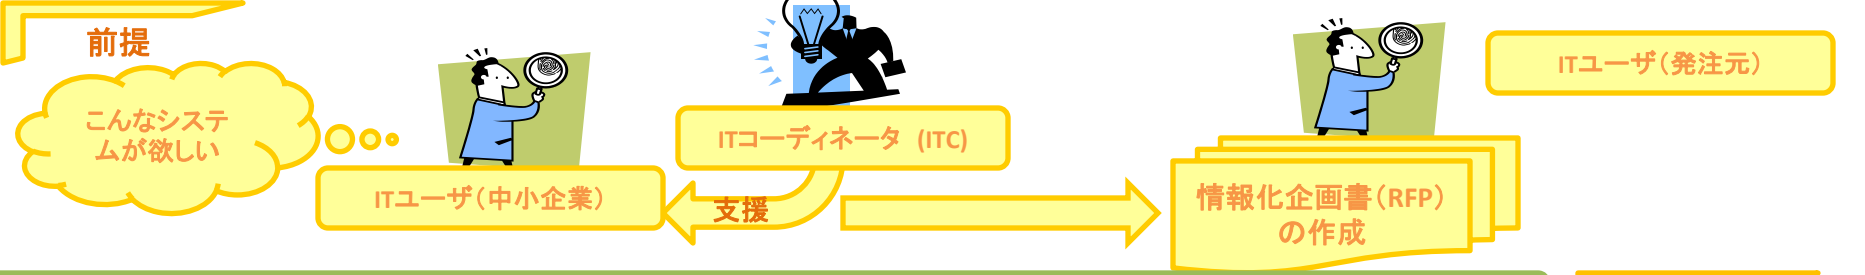 前提
こんなシステ
ムが欲しい
ITユーザ（中小企業）
ITコーディネータ (ITC)
支援
情報化企画書（RFP）
の作成
ITユーザ（発注元）